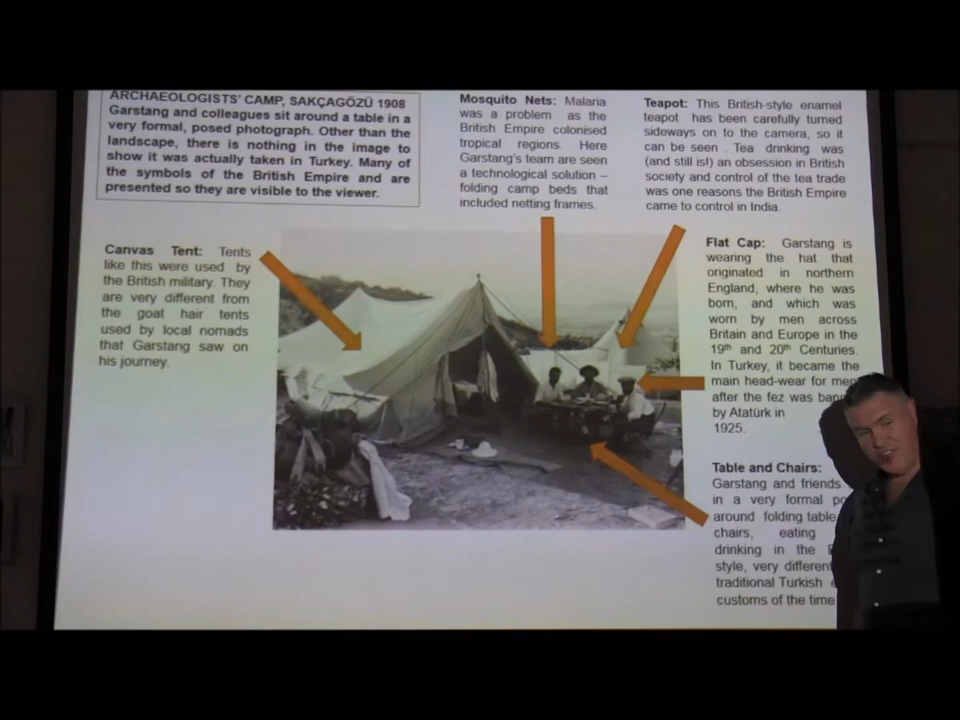 ARCHAEOLOGISTS' CAMP, SAKÇAGÖZÜ 1908
Garstang and colleagues sit around a table in a
very formal, posed photograph. Other than the
landscape, there is nothing in the image to
show it was actually taken in Turkey. Many of
the symbols of the British Empire and are
presented so they are visible to the viewer.
Mosquito Nets: Malaria
was a problem as the
British Empire colonised
tropical regions. Here
Garstang's team are seen
a technological solution –
folding camp beds that
included netting frames.
Teapot: This British-style enamel
teapot has been carefully turned
sideways on to the camera, so it
can be seen . Tea drinking was
(and still is!) an obsession in British
society and control of the tea trade
was one reasons the British Empire
came to control in India.
Canvas Tent: Tents
like this were used by
the British military. They
are very different from
the goat hair tents
used by local nomads
that Garstang saw on
his journey.
Flat Cap: Garstang is
wearing the hat that
originated in northern
England, where he was
born, and which was
worn by men across
Britain and Europe in the
19th and 20th Centuries.
In Turkey, it became the
main head-wear for men
after the fez was
by Atatürk in
1925.
Table and Chairs:
Garstang and friends
in a very formal
around folding table
chairs, eating
drinking in the
style, very different
traditional Turkish
customs of the time